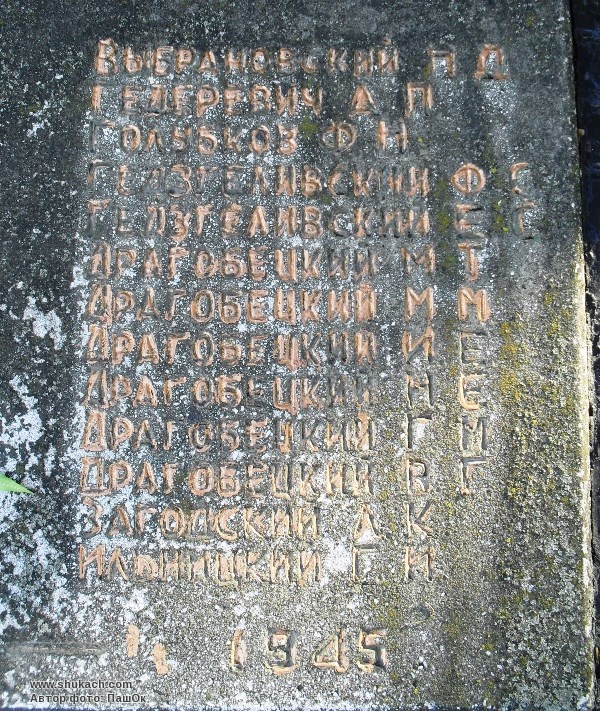 ВЫБРАНОВСКИЙ П Д
ГЕДЕРЕВИЧ А П
ГОЛУБКОВ Ф Н
ГЕЛЗГЕЛИВСКИЙ Ф Г
ГЕЛЗГЕЛИВСКИЙ Е Г
ДРАГОБЕЦКИЙ М Т
ДРАГОБЕЦКИЙ М М
ДРАГОБЕЦКИЙ И Е
ДРАГОБЕЦКИЙ Н С
ДРАГОБЕЦКИЙ Г М
ДРАГОБЕЦКИЙ В Г
ЗАГОДСКИЙ А К
ИЛЬНИЦКИЙ Г И
1945
www.shukach.com
Автор фото: ПашОк